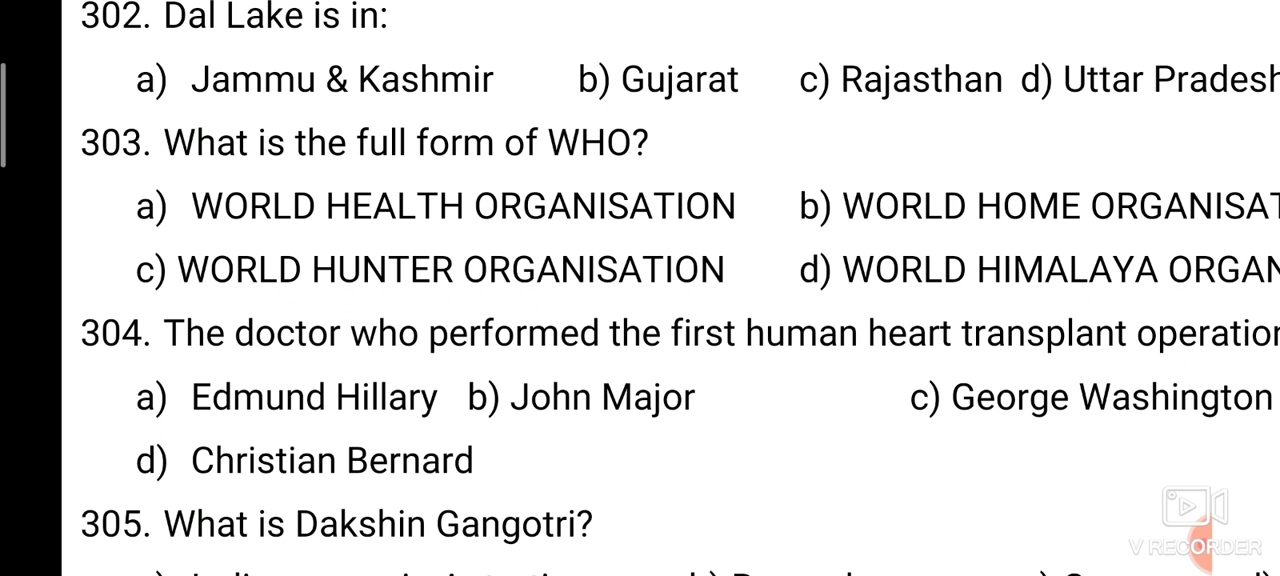 302. Dal Lake is in:
a) Jammu & Kashmir b) Gujarat c) Rajasthan d) Uttar Pradesh
303. What is the full form of WHO?
a) WORLD HEALTH ORGANISATION b) WORLD HOME ORGANISAT
c) WORLD HUNTER ORGANISATION d) WORLD HIMALAYA ORGAN
304. The doctor who performed the first human heart transplant operation
a) Edmund Hillary b) John Major c) George Washington
d) Christian Bernard
305. What is Dakshin Gangotri?
V RECORDER